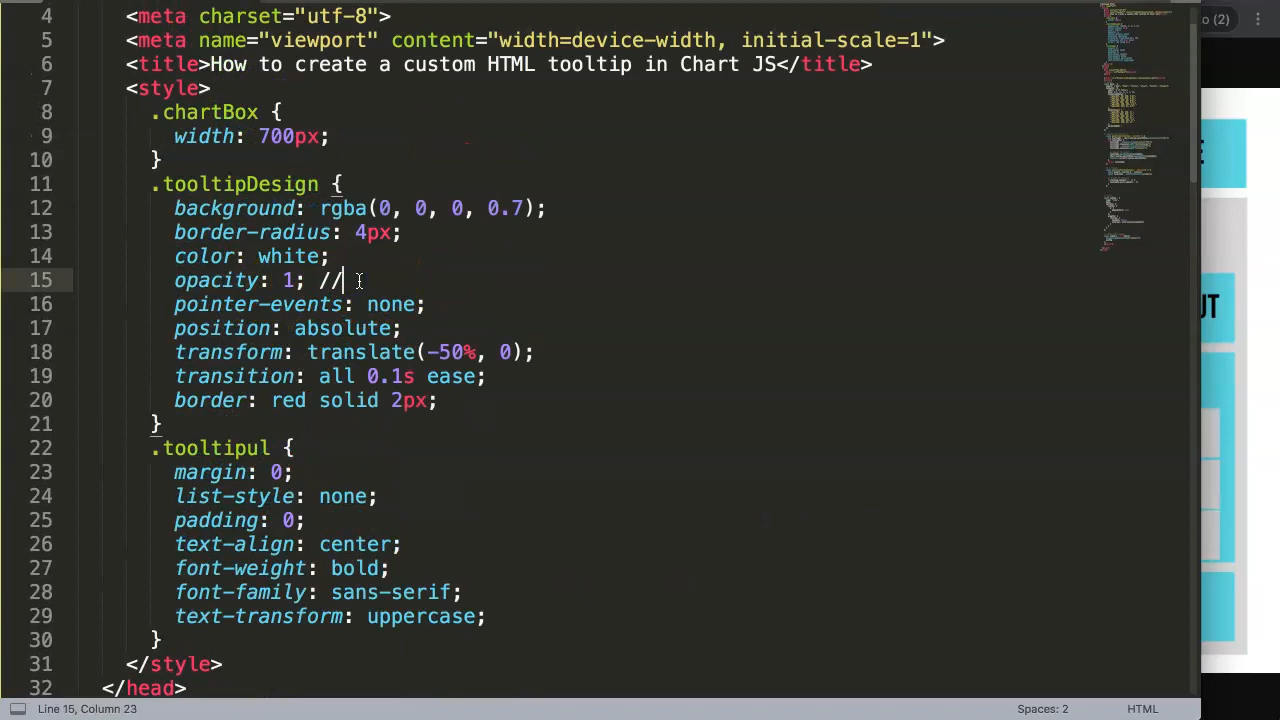 4 <meta charset="utf-8">
5 <meta name="viewport" content="width=device-width, initial-scale=1">
6 <title>How to create a custom HTML tooltip in Chart JS</title>
7 <style>
8 .chartBox {
9 width: 700px;
10 }
11 .tooltipDesign {
12 background: rgba(0, 0, 0, 0.7);
13 border-radius: 4px;
14 color: white;
15 opacity: 1; //
16 pointer-events: none;
17 position: absolute;
18 transform: translate(-50%, 0);
19 transition: all 0.1s ease;
20 border: red solid 2px;
21 }
22 .tooltipul {
23 margin: 0;
24 list-style: none;
25 padding: 0;
26 text-align: center;
27 font-weight: bold;
28 font-family: sans-serif;
29 text-transform: uppercase;
30 }
31 </style>
32 </head>
Line 15, Column 23
Spaces: 2
HTML
o (2)
E
UT